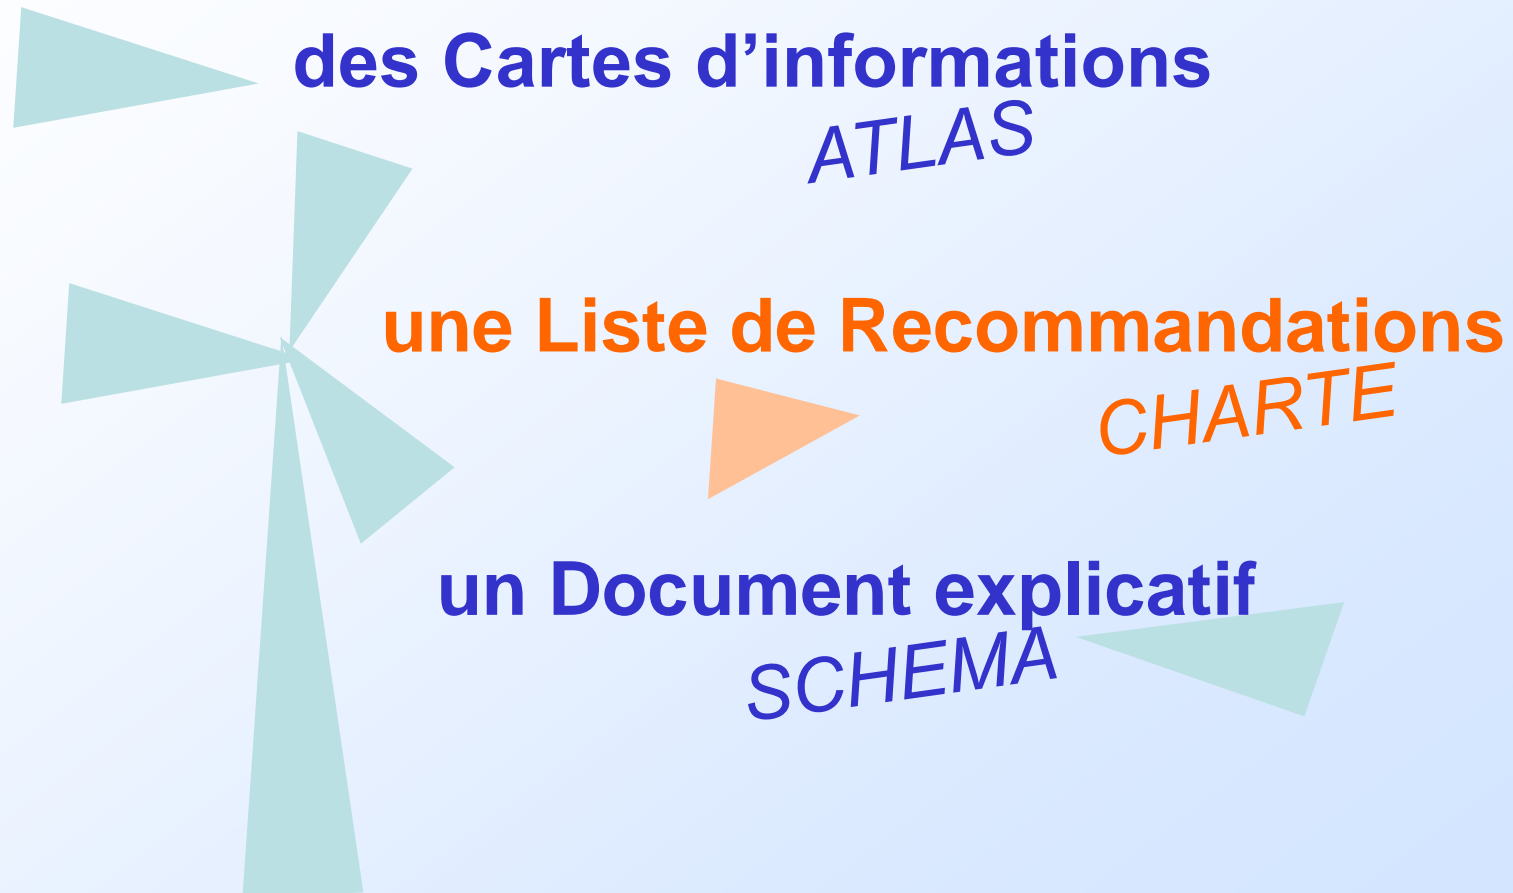 des Cartes d’informations
ATLAS
une Liste de Recommandations
CHARTE
un Document explicatif
SCHEMA